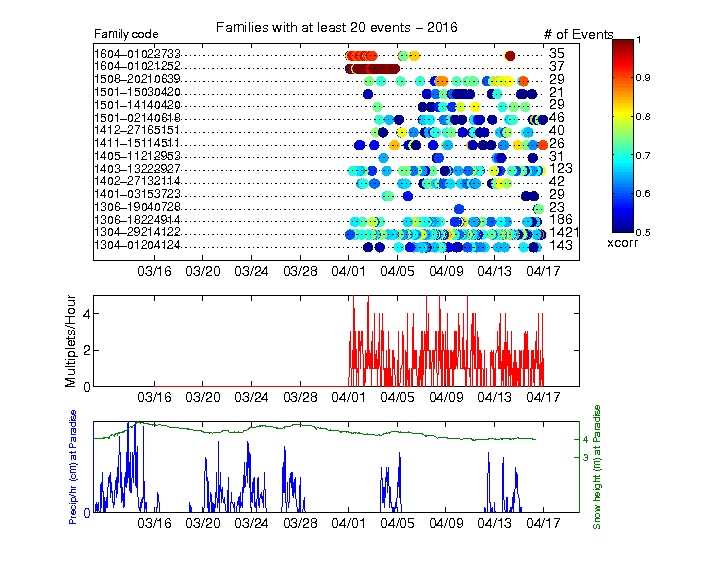 Families with at least 20 events – 2016
Family code
# of Events
1604–01022733 35
1604–01021252 37
1508–20210639 29
1501–15030420 21
1501–14140420 29
1501–02140618 46
1412–27165151 40
1411–15114511 26
1405–11212953 31
1403–13222927 123
1402–27132114 42
1401–03153723 29
1306–19040728 23
1306–18224914 186
1304–29214122 1421
1304–01204124 143
03/16 03/20 03/24 03/28 04/01 04/05 04/09 04/13 04/17
1
0.9
0.8
0.7
0.6
0.5
xcorr
Multiplets/Hour
4
2
0
03/16 03/20 03/24 03/28 04/01 04/05 04/09 04/13 04/17
Precip/hr (cm) at Paradise
0
4
3
Snow height (m) at Paradise
03/16 03/20 03/24 03/28 04/01 04/05 04/09 04/13 04/17